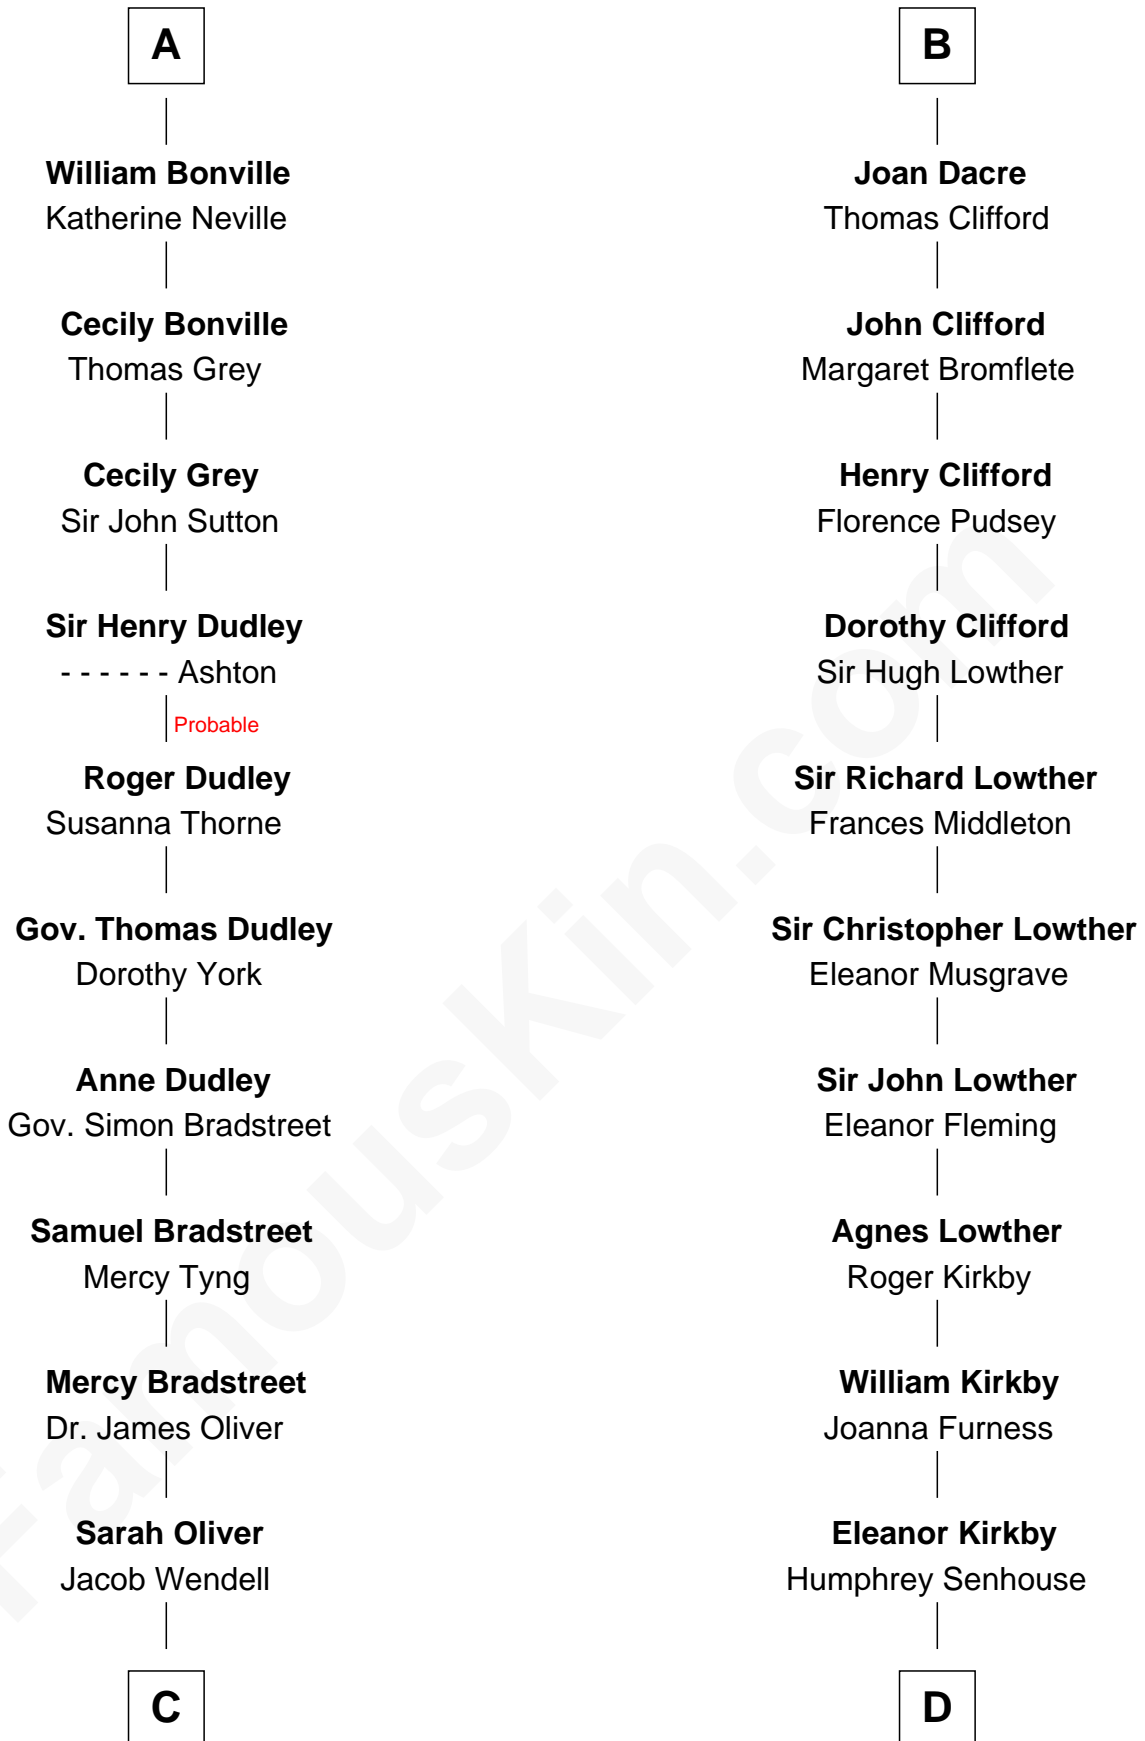 A
William Bonville
Katherine Neville
Cecily Bonville
Thomas Grey
Cecily Grey
Sir John Sutton
Sir Henry Dudley
- - - - - - Ashton
Probable
Roger Dudley
Susanna Thorne
Gov. Thomas Dudley
Dorothy York
Anne Dudley
Gov. Simon Bradstreet
Samuel Bradstreet
Mercy Tyng
Mercy Bradstreet
Dr. James Oliver
Sarah Oliver
Jacob Wendell
C
B
Joan Dacre
Thomas Clifford
John Clifford
Margaret Bromflete
Henry Clifford
Florence Pudsey
Dorothy Clifford
Sir Hugh Lowther
Sir Richard Lowther
Frances Middleton
Sir Christopher Lowther
Eleanor Musgrave
Sir John Lowther
Eleanor Fleming
Agnes Lowther
Roger Kirkby
William Kirkby
Joanna Furness
Eleanor Kirkby
Humphrey Senhouse
D
FamousKin.com